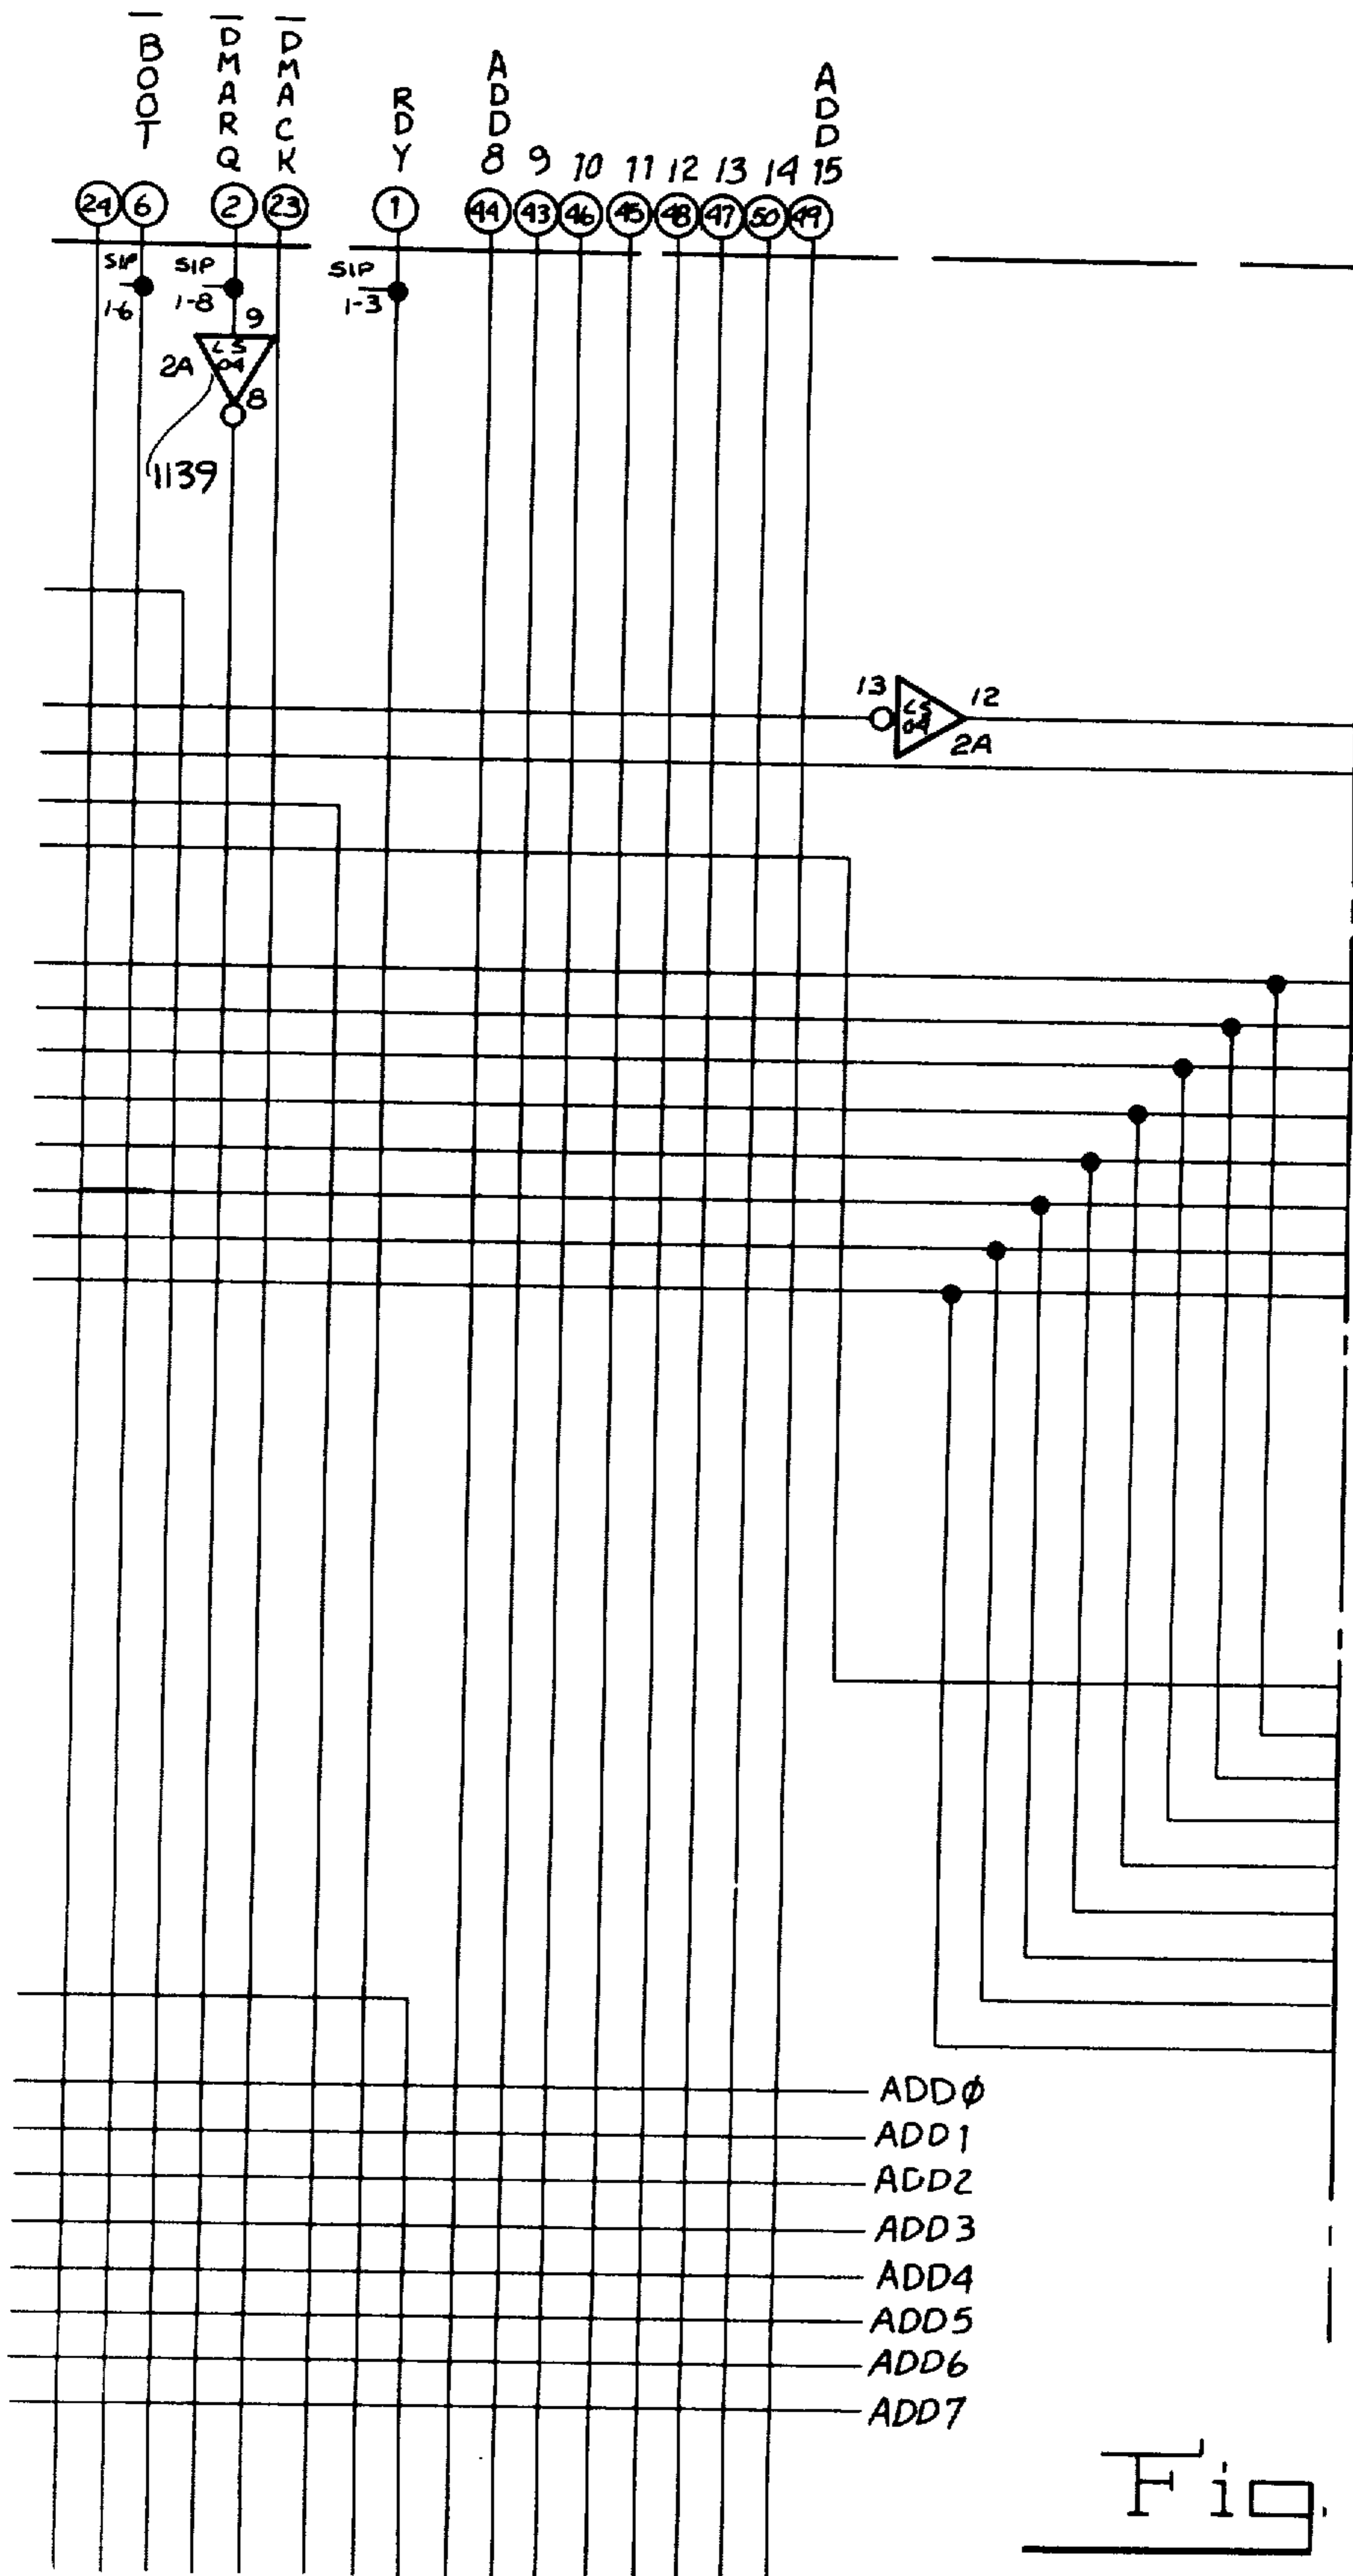 BOOT
DMARQ
DMACK
RDY
ADD
8 9 10 11 12 13 14 15
ADD
24 6 2 23 1 44 43 46 45 48 47 50 49
SIP
1-6
SIP
1-8
SIP
1-3
9
2A
LS
04
8
1139
13
LS
04
12
2A
ADDØ
ADD1
ADD2
ADD3
ADD4
ADD5
ADD6
ADD7
Fig.